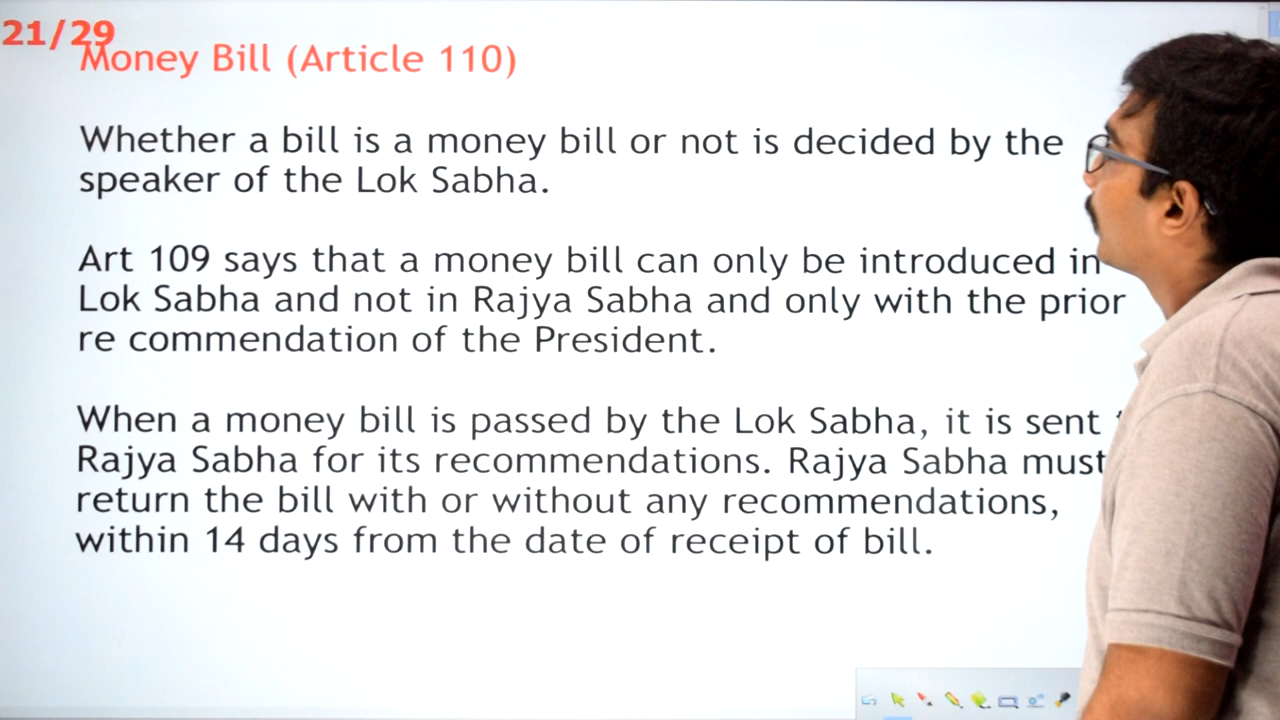 21/29
Money Bill (Article 110)
Whether a bill is a money bill or not is decided by the
speaker of the Lok Sabha.
Art 109 says that a money bill can only be introduced in
Lok Sabha and not in Rajya Sabha and only with the prior
re commendation of the President.
When a money bill is passed by the Lok Sabha, it is sent
Rajya Sabha for its recommendations. Rajya Sabha must
return the bill with or without any recommendations,
within 14 days from the date of receipt of bill.